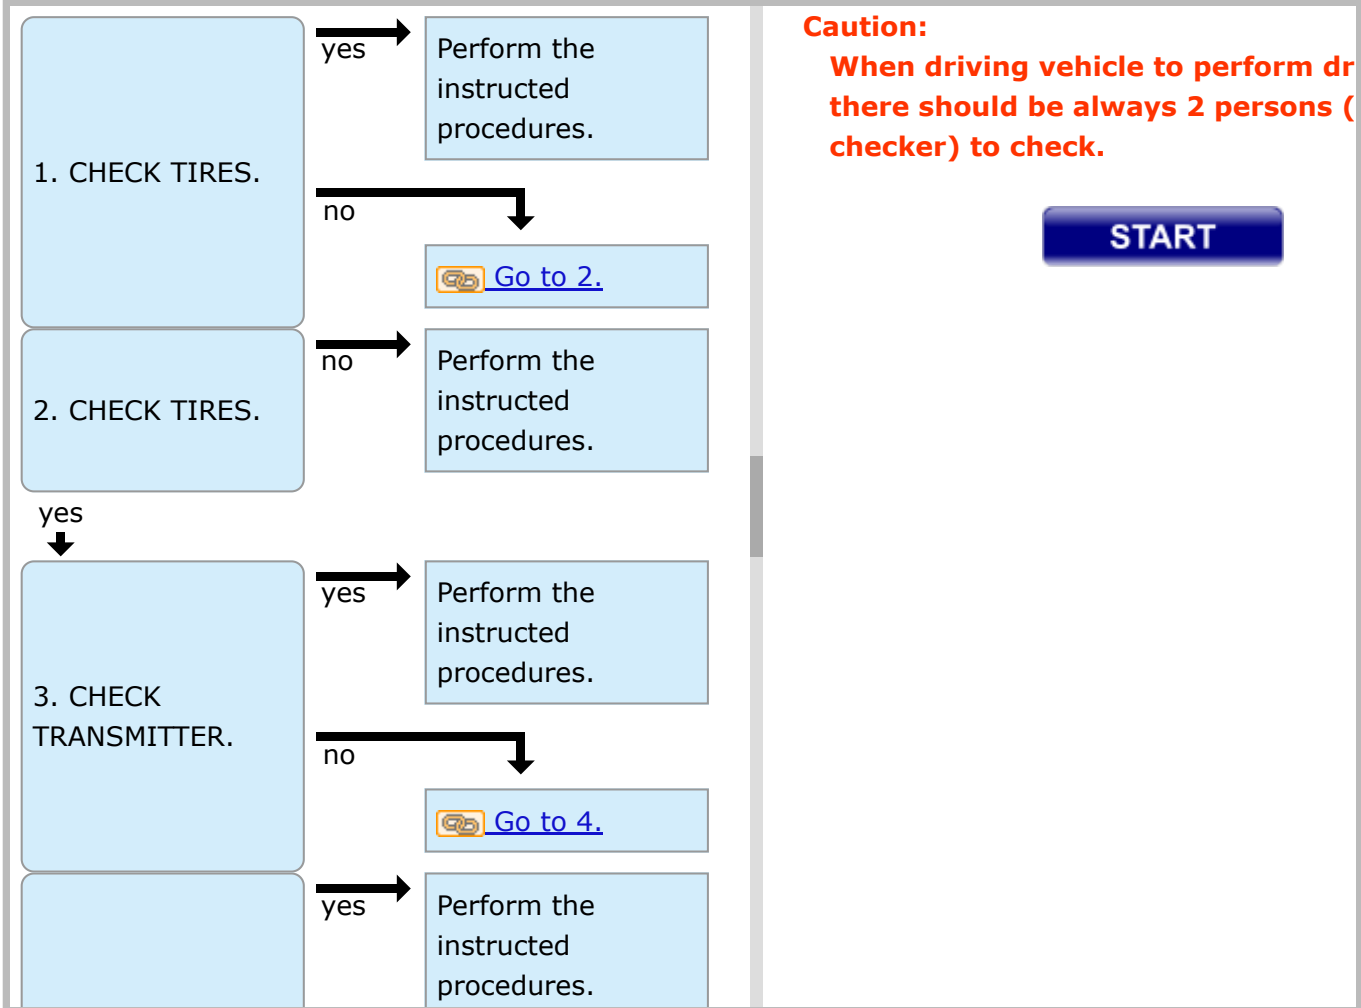 1. CHECK TIRES.
yes
Perform the
instructed
procedures.
no
Go to 2.
2. CHECK TIRES.
no
Perform the
instructed
procedures.
yes
3. CHECK
TRANSMITTER.
yes
Perform the
instructed
procedures.
no
Go to 4.
yes
Perform the
instructed
procedures.
Caution:
When driving vehicle to perform
there should be always 2 persons (
checker) to check.
START